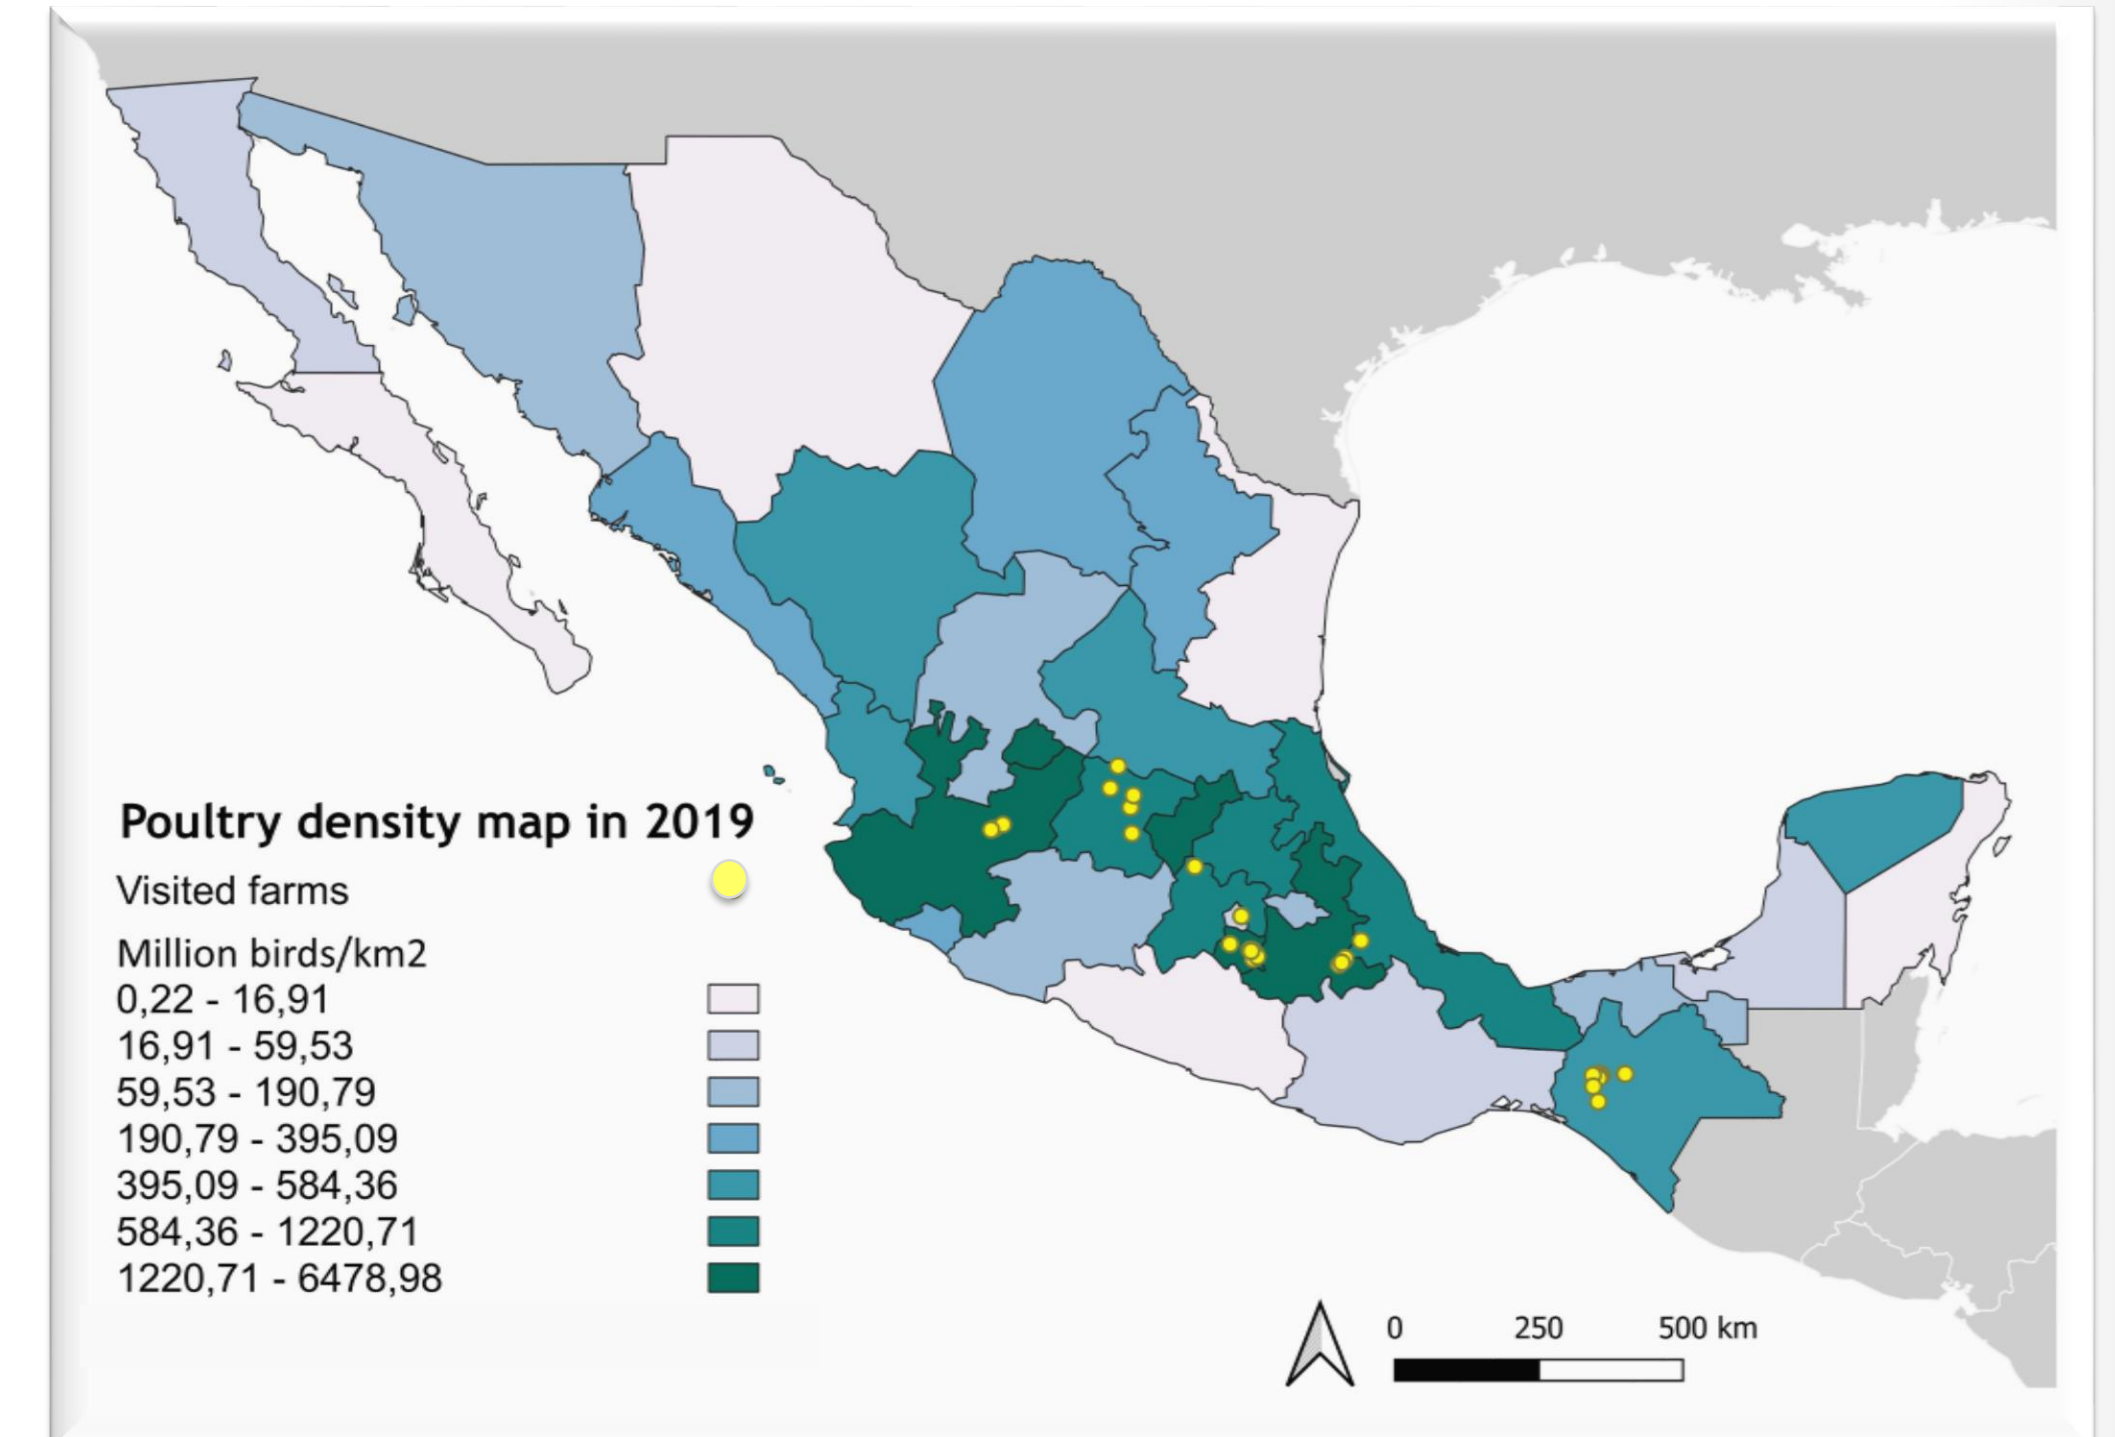 Poultry density map in 2019
Visited farms
Million birds/km2
0,22 - 16,91
16,91 - 59,53
59,53 - 190,79
190,79 - 395,09
395,09 - 584,36
584,36 - 1220,71
1220,71 - 6478,98
0 250 500 km